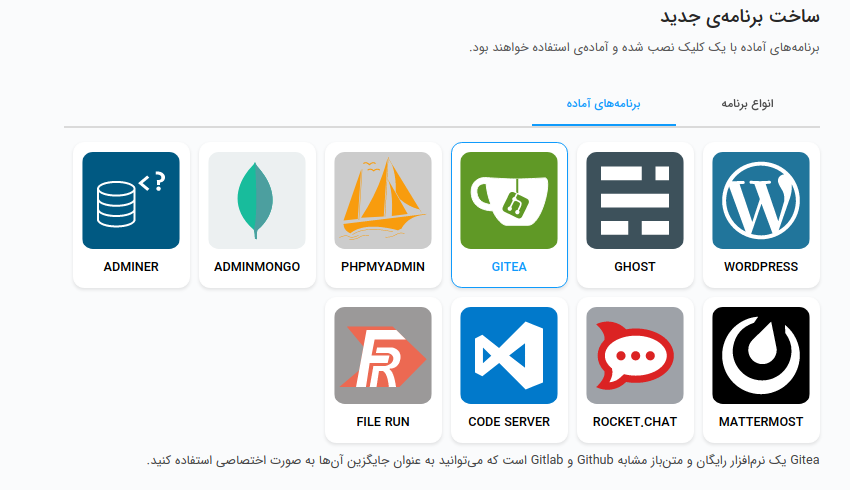 ساخت برنامه‌ی جدید
برنامه‌های آماده با یک کلیک نصب شده و آماده‌ی استفاده خواهند بود.
انواع برنامه
برنامه‌های آماده
WORDPRESS
GHOST
GITEA
PHPMYADMIN
ADMINMONGO
<?
ADMINER
MATTERMOST
ROCKET.CHAT
CODE SERVER
FR
FILE RUN
Gitea یک نرم‌افزار رایگان و متن‌باز مشابه Github و Gitlab است که می‌توانید به عنوان جایگزین آن‌ها به صورت اختصاصی استفاده کنید.